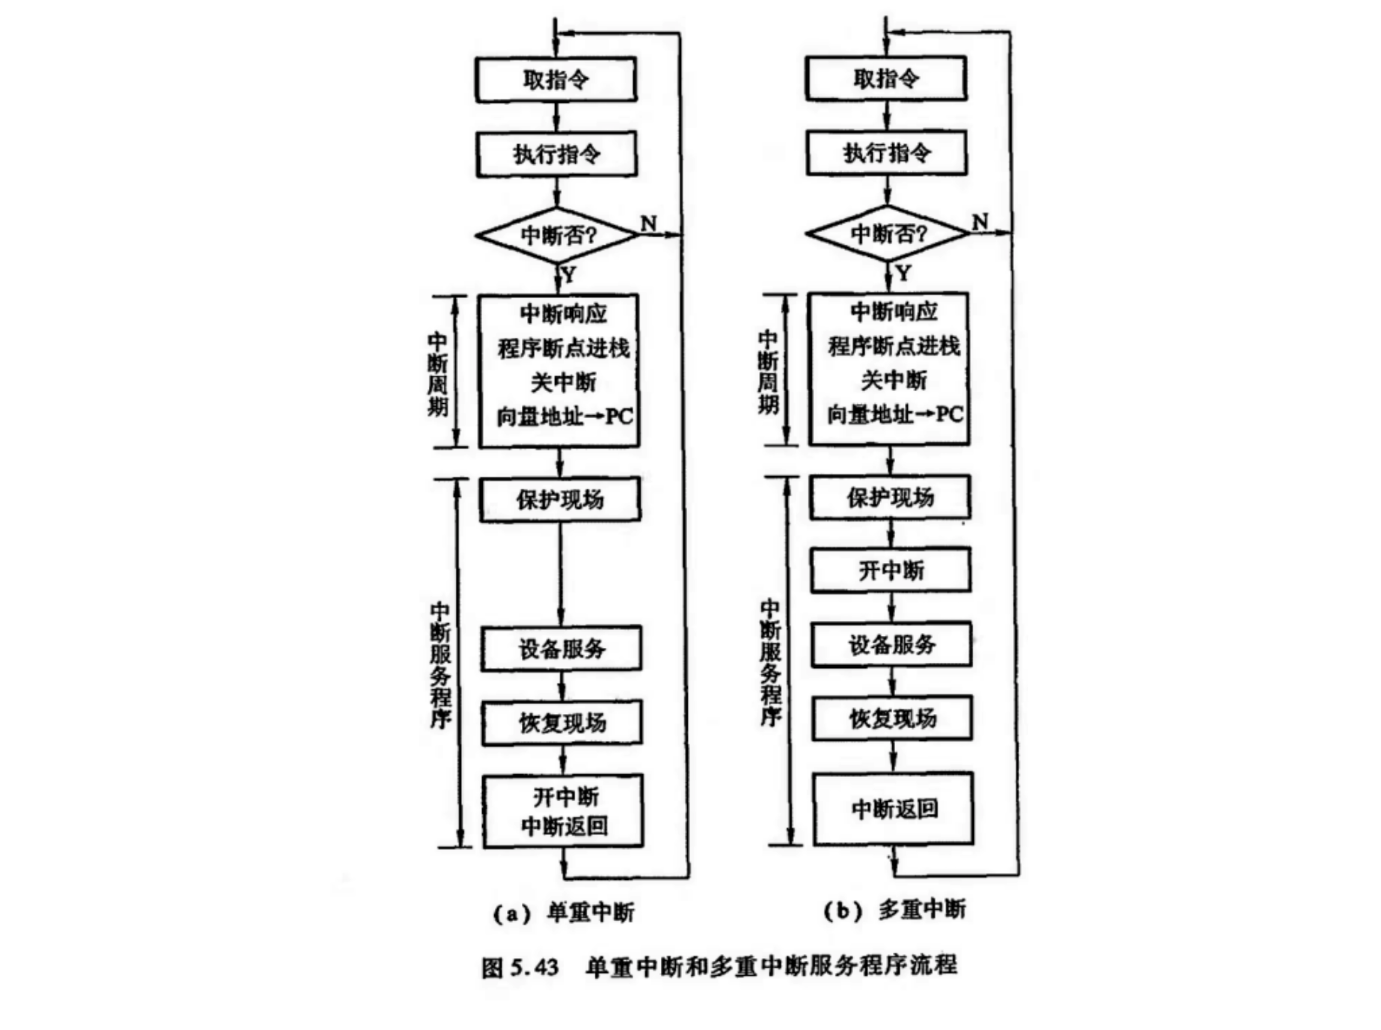 取指令
执行指令
中断否？
N
Y
中断响应
程序断点进栈
关中断
向量地址→PC
中断周期
保护现场
设备服务
恢复现场
开中断
中断返回
中断服务程序
(a) 单重中断
取指令
执行指令
中断否？
N
Y
中断响应
程序断点进栈
关中断
向量地址→PC
中断周期
保护现场
开中断
设备服务
恢复现场
中断返回
中断服务程序
(b) 多重中断
图 5.43 单重中断和多重中断服务程序流程